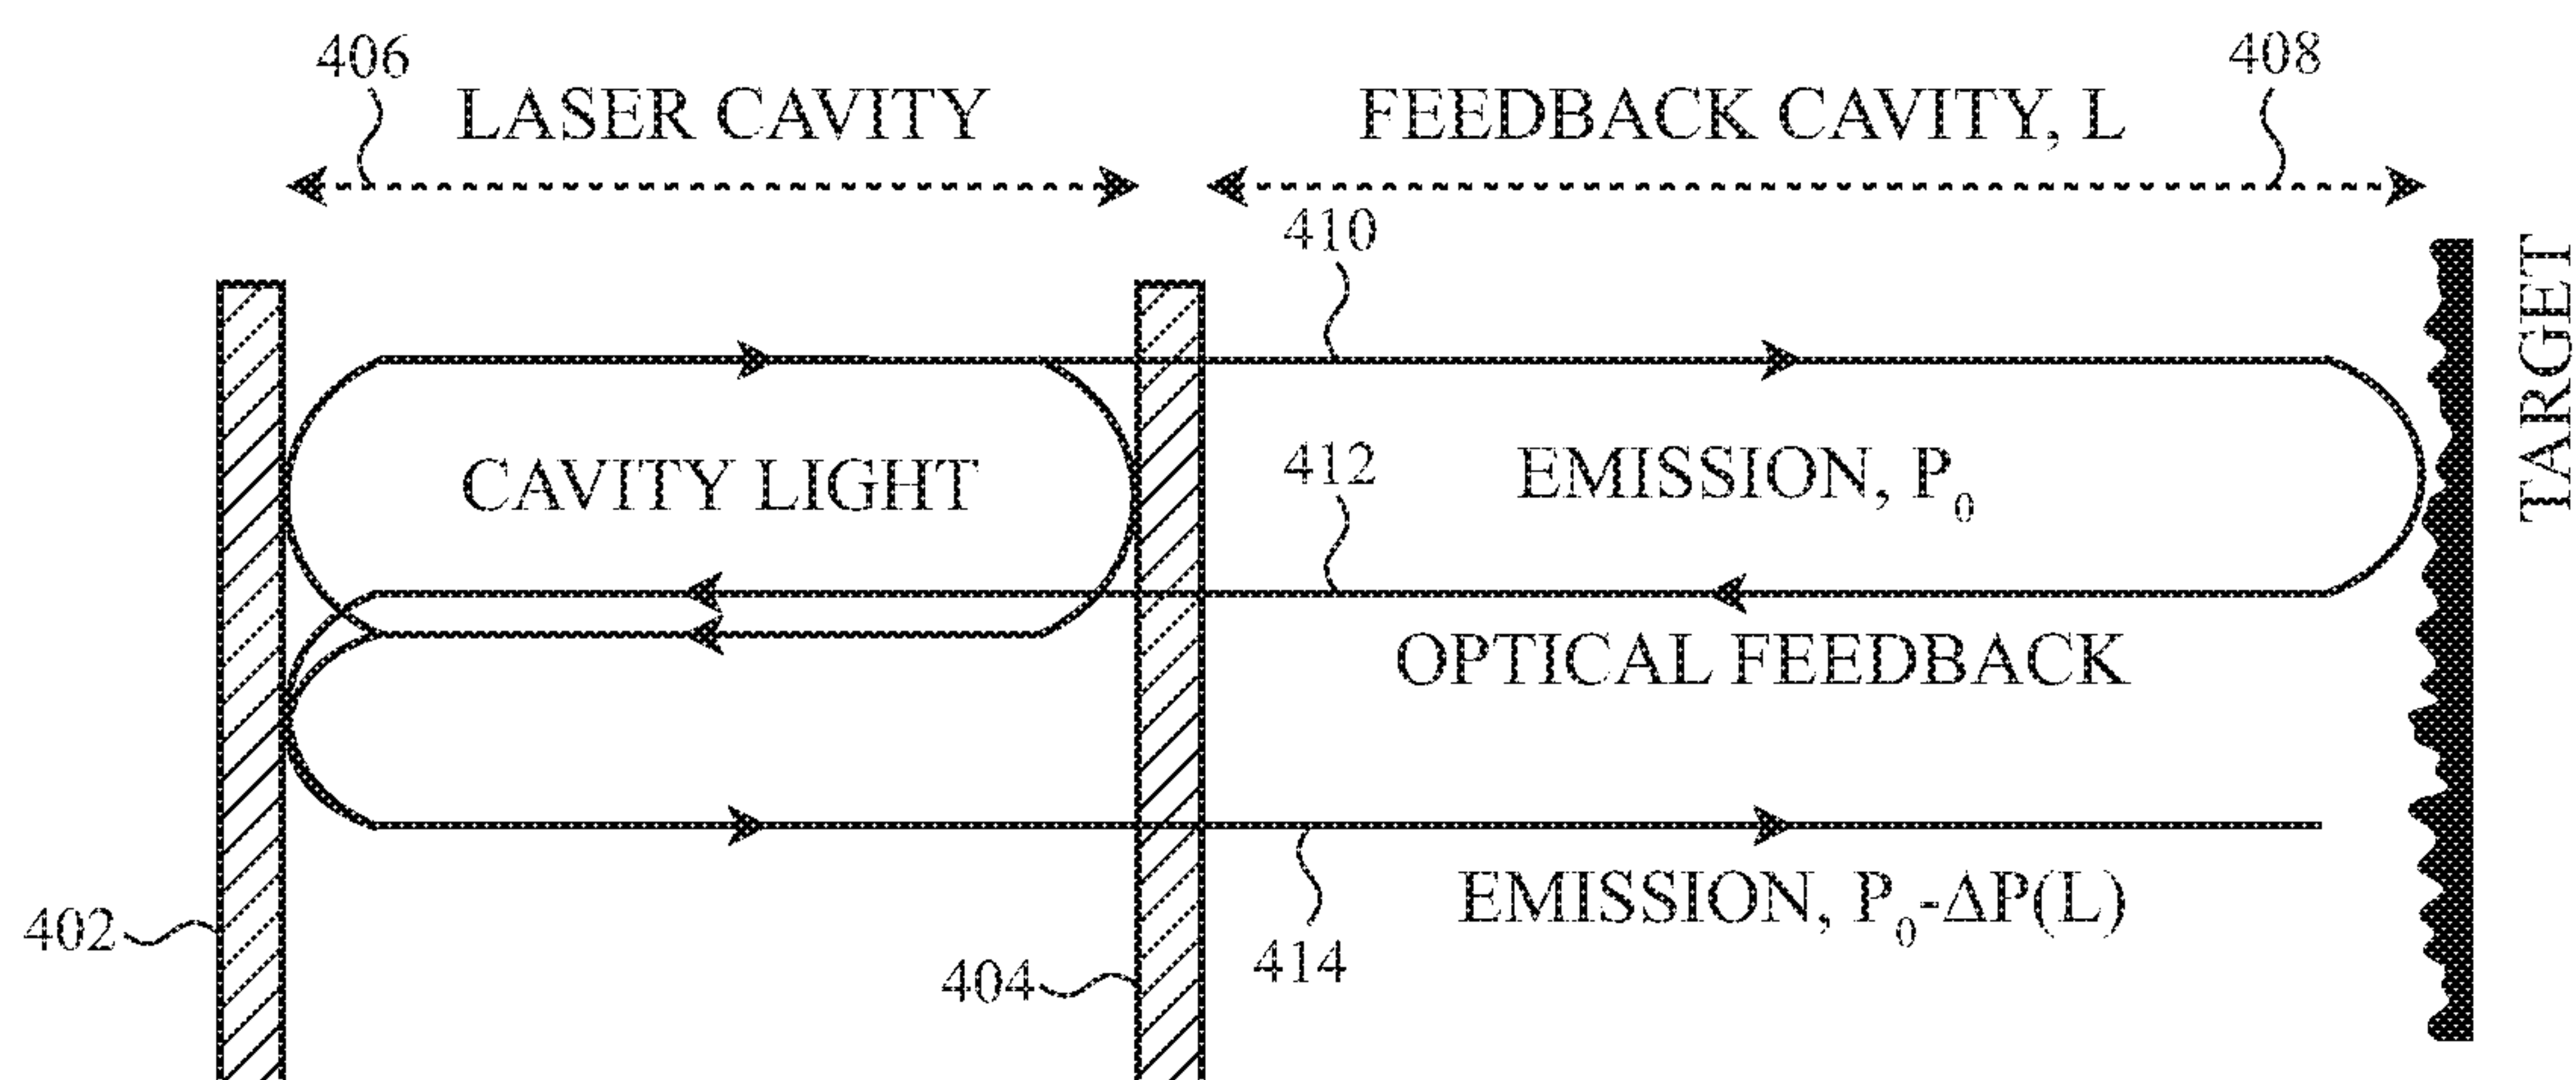 406
408
LASER CAVITY
FEEDBACK CAVITY, L
410
TARGET
412
CAVITY LIGHT
EMISSION, P₀
OPTICAL FEEDBACK
EMISSION, P₀-ΔP(L)
402
414
404